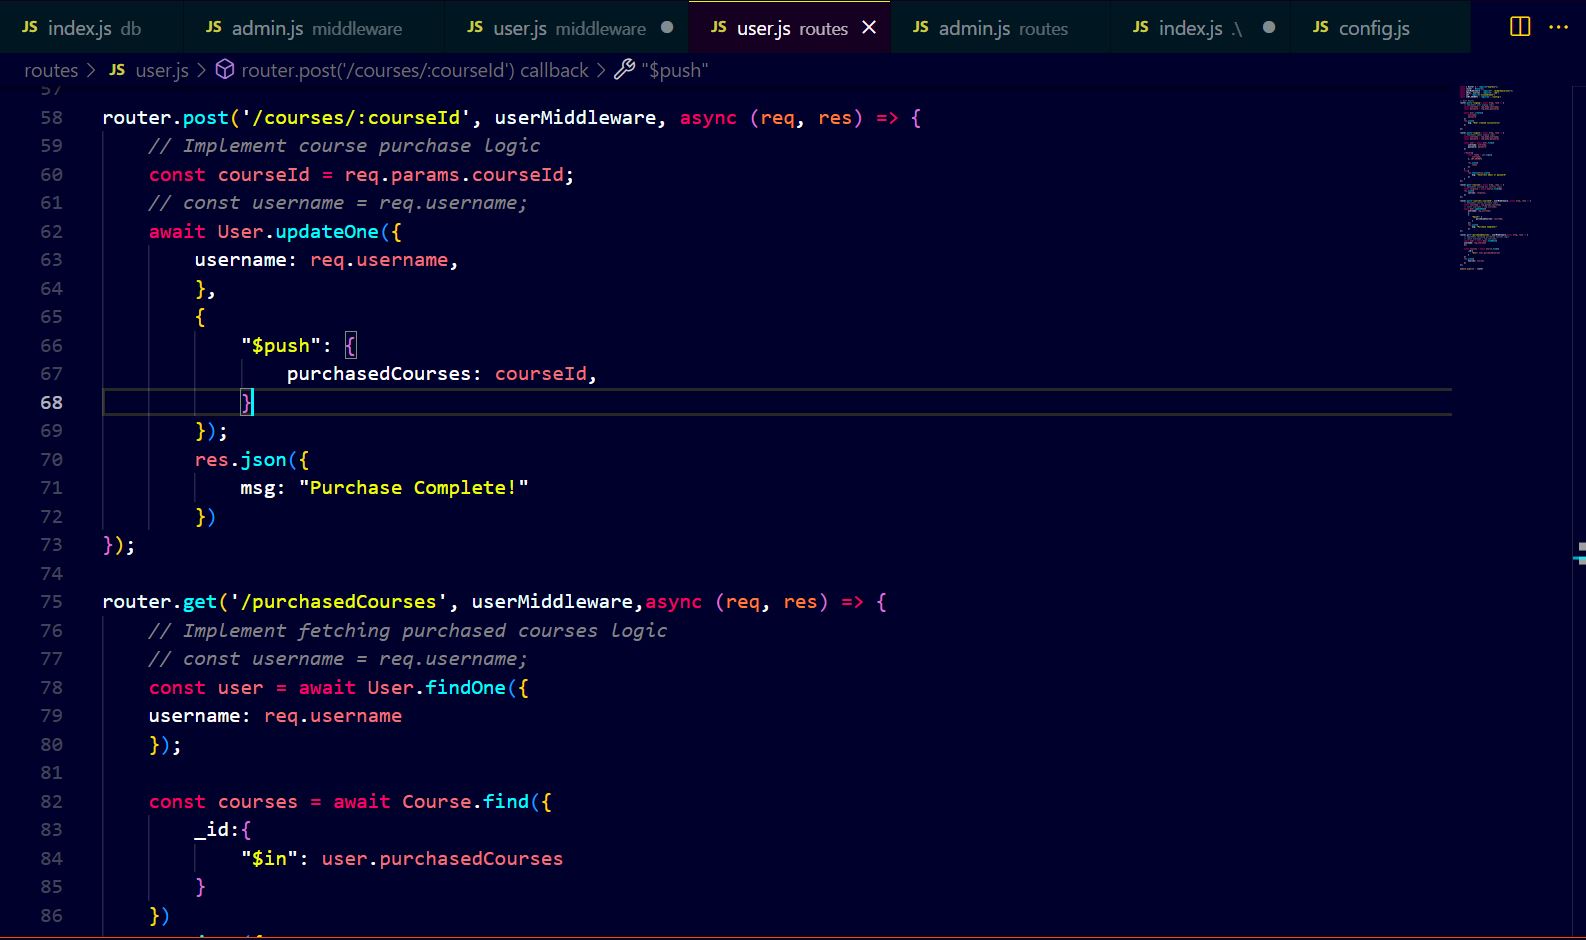 JS index.js db JS admin.js middleware JS user.js middleware JS user.js routes JS admin.js routes JS index.js .\ JS config.js
routes > JS user.js > router.post('/courses/:courseId') callback > "$push"
57
58 router.post('/courses/:courseId', userMiddleware, async (req, res) => {
59 // Implement course purchase logic
60 const courseId = req.params.courseId;
61 // const username = req.username;
62 await User.updateOne({
63 username: req.username,
64 },
65 {
66 "$push": {
67 purchasedCourses: courseId,
68 }
69 });
70 res.json({
71 msg: "Purchase Complete!"
72 })
73 });
74
75 router.get('/purchasedCourses', userMiddleware,async (req, res) => {
76 // Implement fetching purchased courses logic
77 // const username = req.username;
78 const user = await User.findOne({
79 username: req.username
80 });
81
82 const courses = await Course.find({
83 _id:{
84 "$in": user.purchasedCourses
85 }
86 })